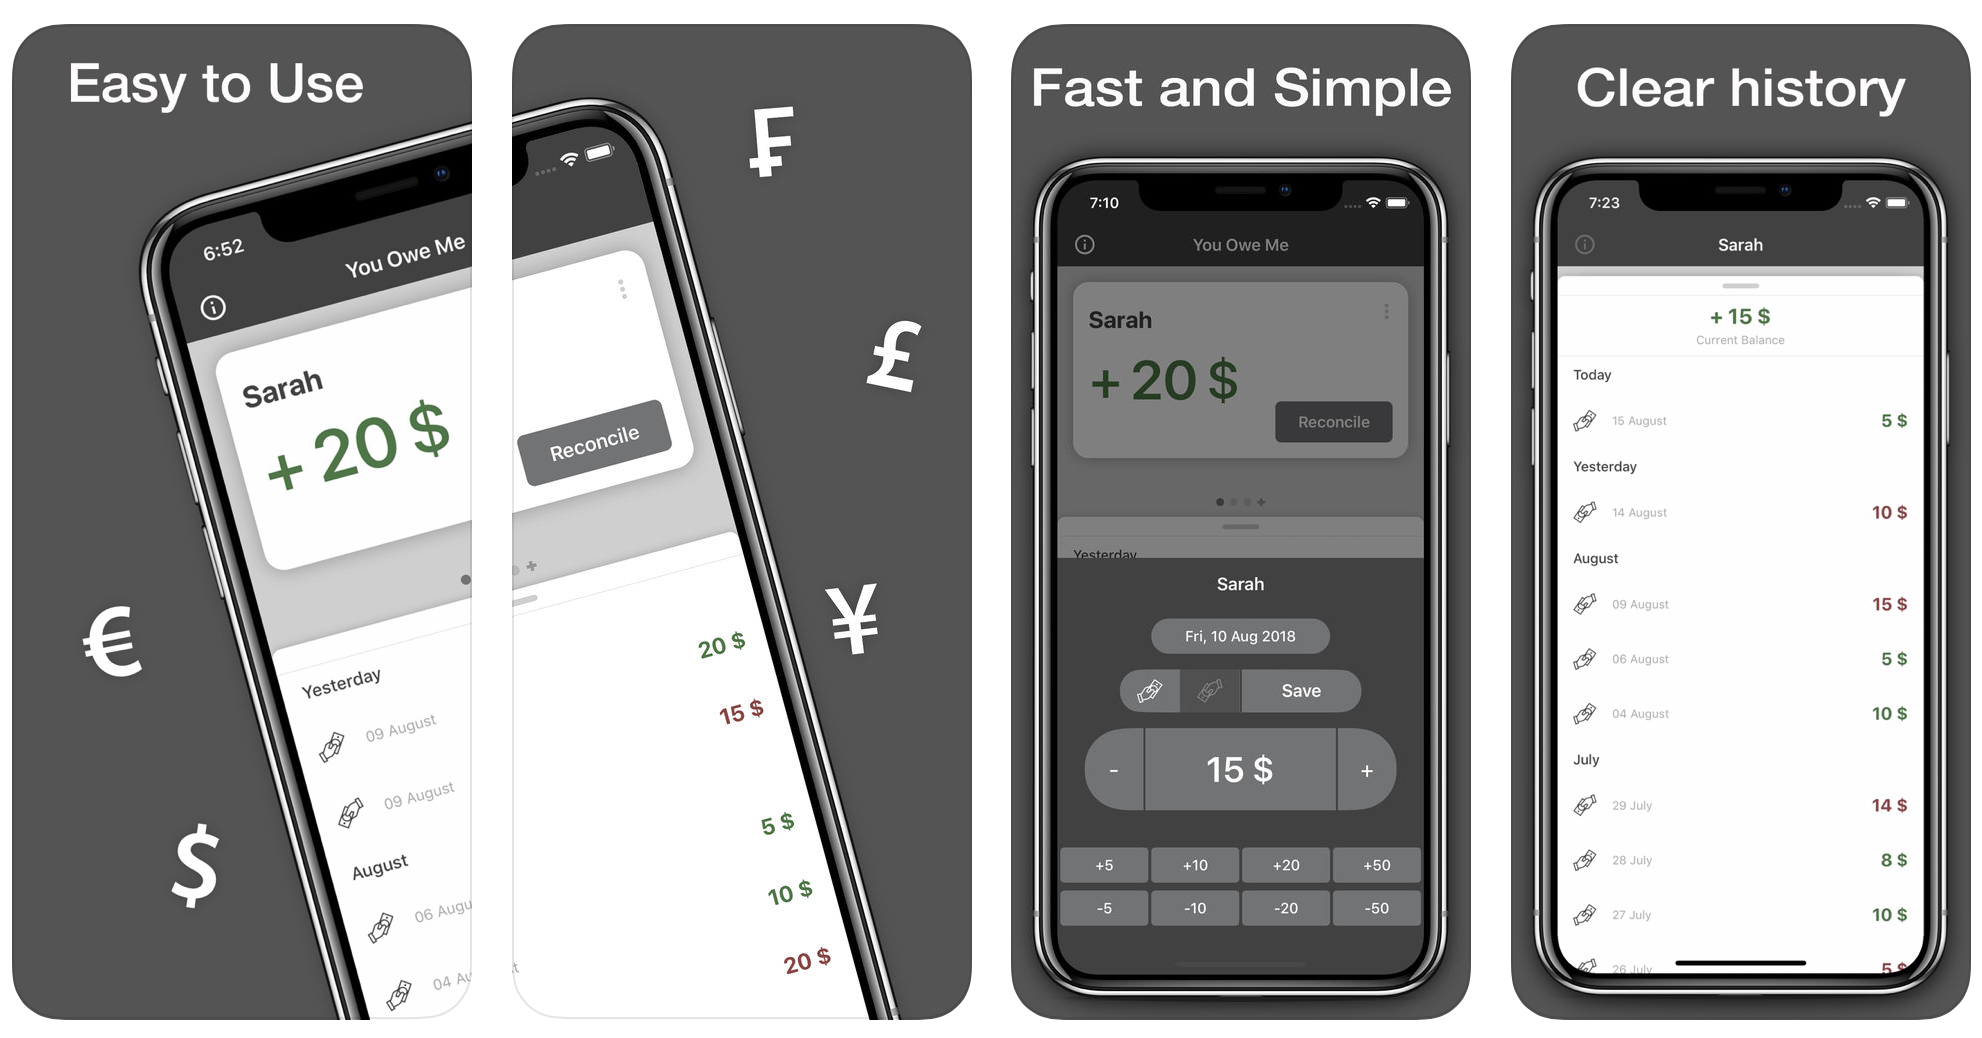 Easy to Use
6:52
You Owe Me
Sarah
+ 20 $
Reconcile
Yesterday
09 August
20 $
09 August
15 $
August
06 Augu
5 $
04 Au
10 $
20 $
₣
£
€
¥
$
Fast and Simple
7:10
You Owe Me
Sarah
+ 20 $
Reconcile
Yesterday
Sarah
Fri, 10 Aug 2018
Save
- 15 $ +
+5 +10 +20 +50
-5 -10 -20 -50
Clear history
7:23
Sarah
+ 15 $
Current Balance
Today
15 August 5 $
Yesterday
14 August 10 $
August
09 August 15 $
06 August 5 $
04 August 10 $
July
29 July 14 $
28 July 8 $
27 July 10 $
26 July 5 $